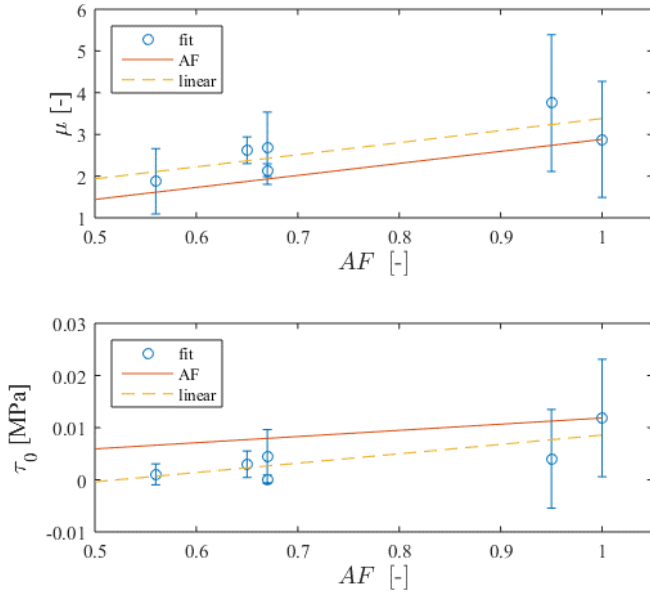 6
5
4
3
2
1
μ [-]
fit
AF
linear
0.5 0.6 0.7 0.8 0.9 1
AF [-]
0.03
0.02
0.01
0
-0.01
τ0 [MPa]
fit
AF
linear
0.5 0.6 0.7 0.8 0.9 1
AF [-]